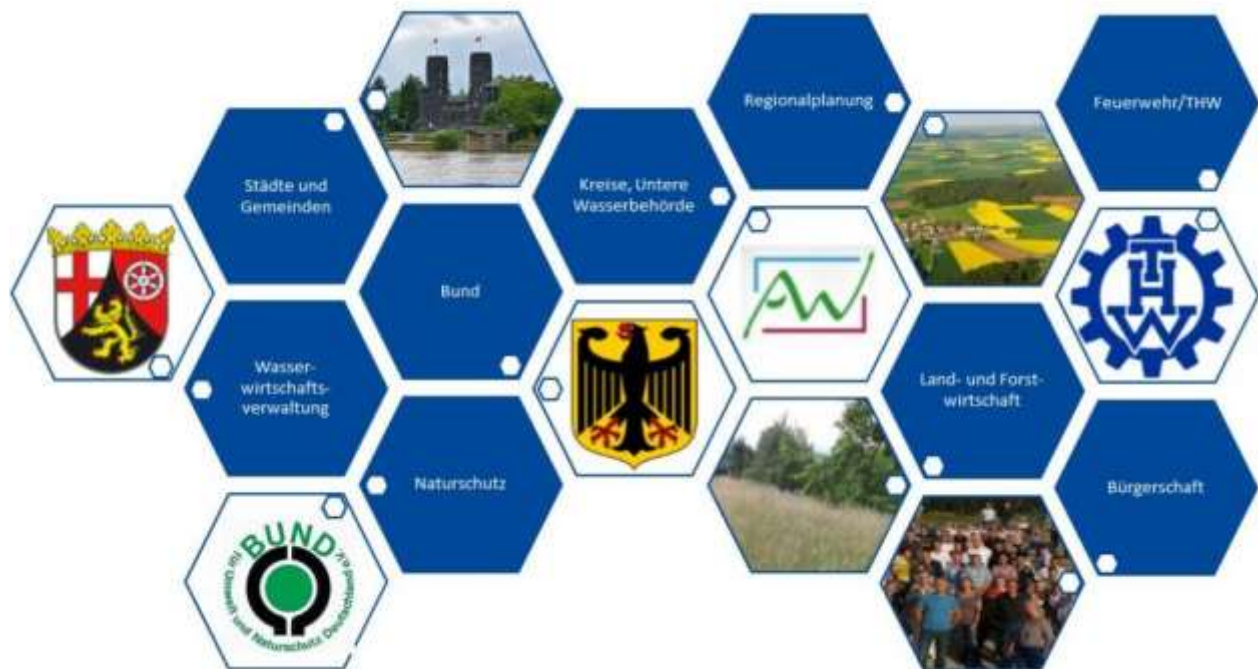 Regionalplanung
Feuerwehr/THW
Städte und
Gemeinden
Kreise, Untere
Wasserbehörde
Bund
AW
THW
Wasser-
wirtschafts-
verwaltung
Land- und Forst-
wirtschaft
Naturschutz
Bürgerschaft
BUND
für Umwelt und Naturschutz Deutschland e.V.